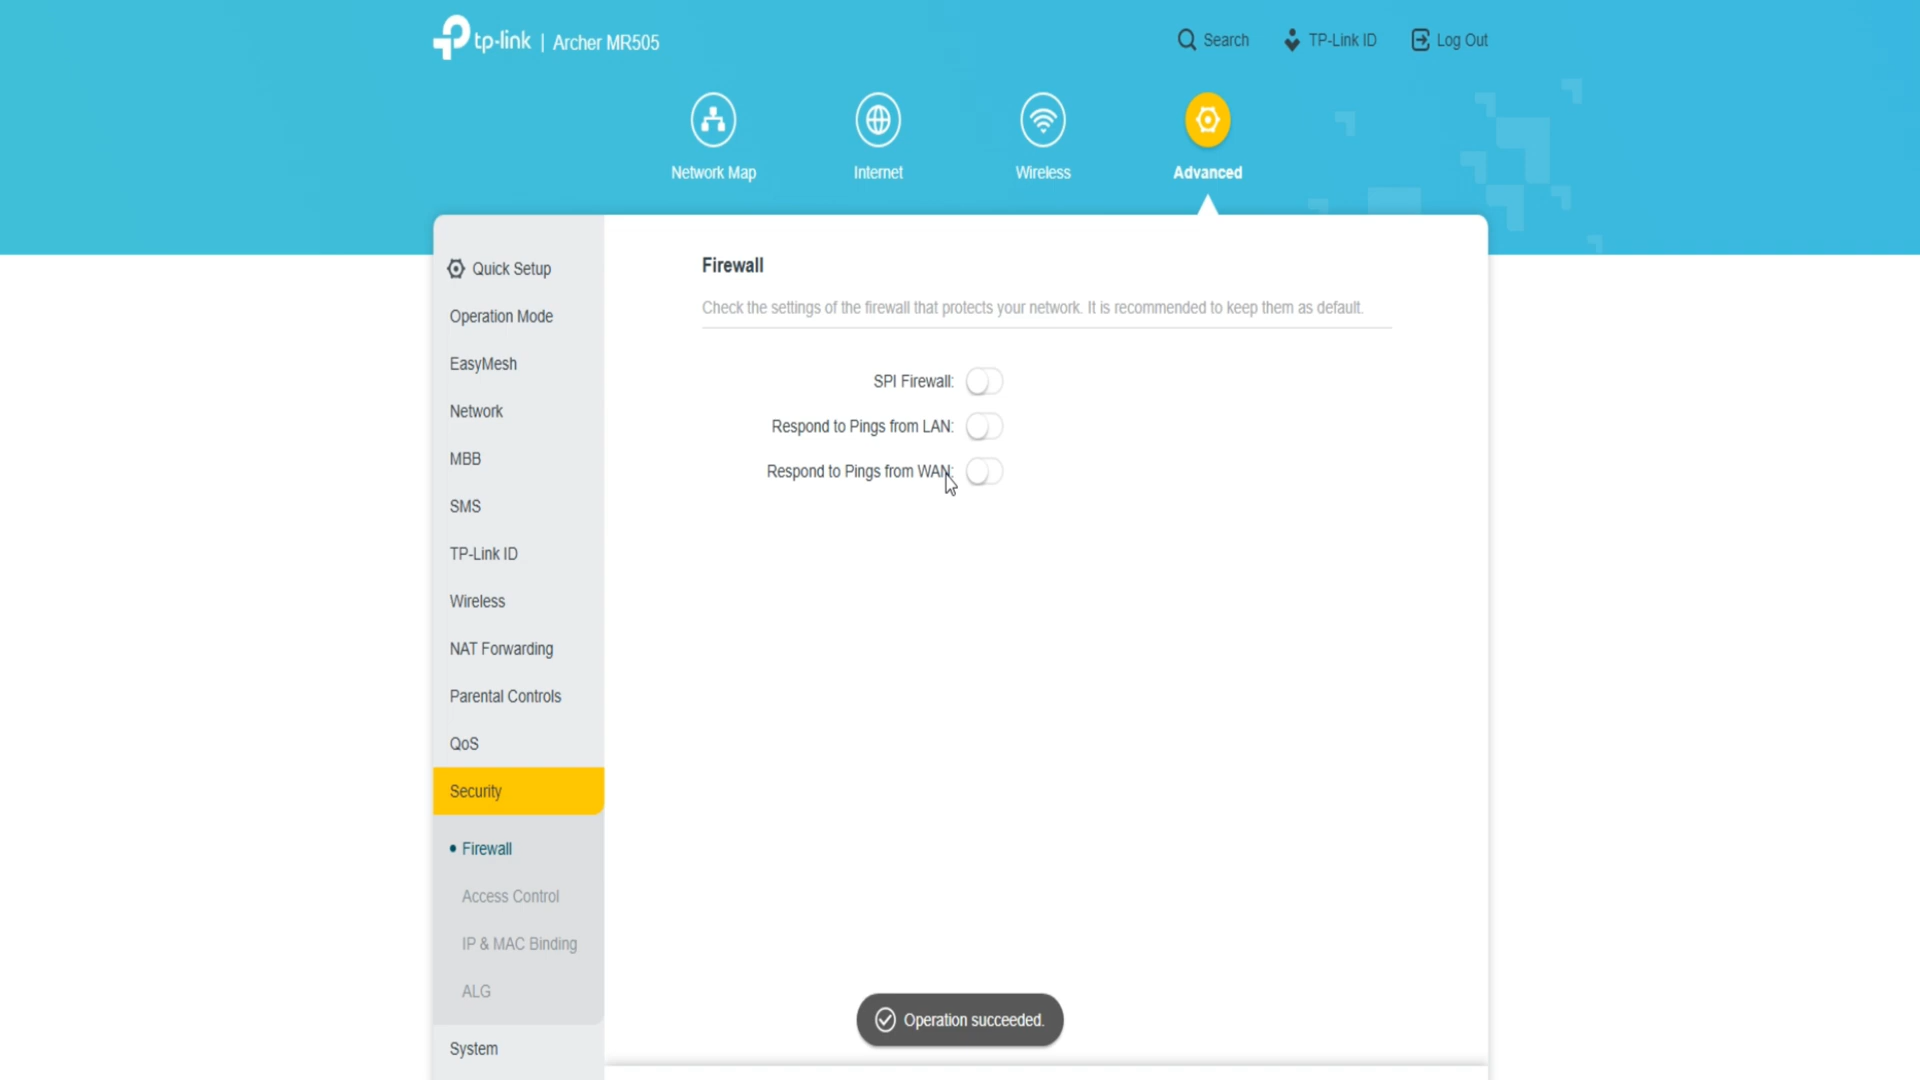 tp-link | Archer MR505
Search
TP-Link ID
Log Out
Network Map
Internet
Wireless
Advanced
Quick Setup
Operation Mode
EasyMesh
Network
MBB
SMS
TP-Link ID
Wireless
NAT Forwarding
Parental Controls
QoS
Security
• Firewall
Access Control
IP & MAC Binding
ALG
System
Firewall
Check the settings of the firewall that protects your network. It is recommended to keep them as default.
SPI Firewall:
Respond to Pings from LAN:
Respond to Pings from WAN:
Operation succeeded.